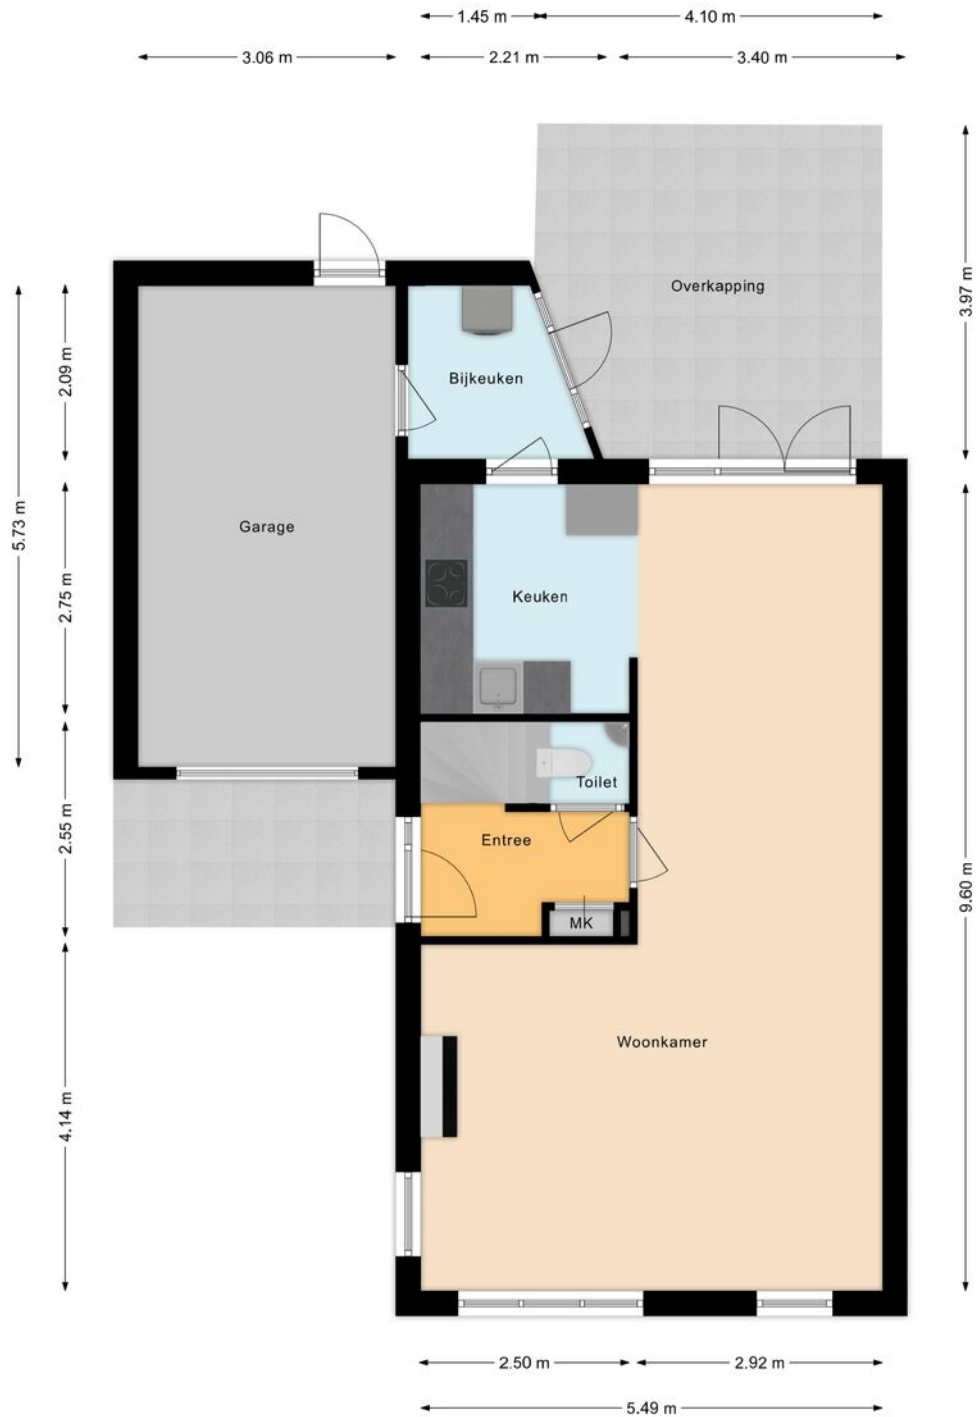 1.45 m
4.10 m
3.06 m
2.21 m
3.40 m
Overkapping
3.97 m
2.09 m
Bijkeuken
5.73 m
Garage
2.75 m
Keuken
Toilet
2.55 m
Entree
MK
9.60 m
Woonkamer
4.14 m
2.50 m
2.92 m
5.49 m